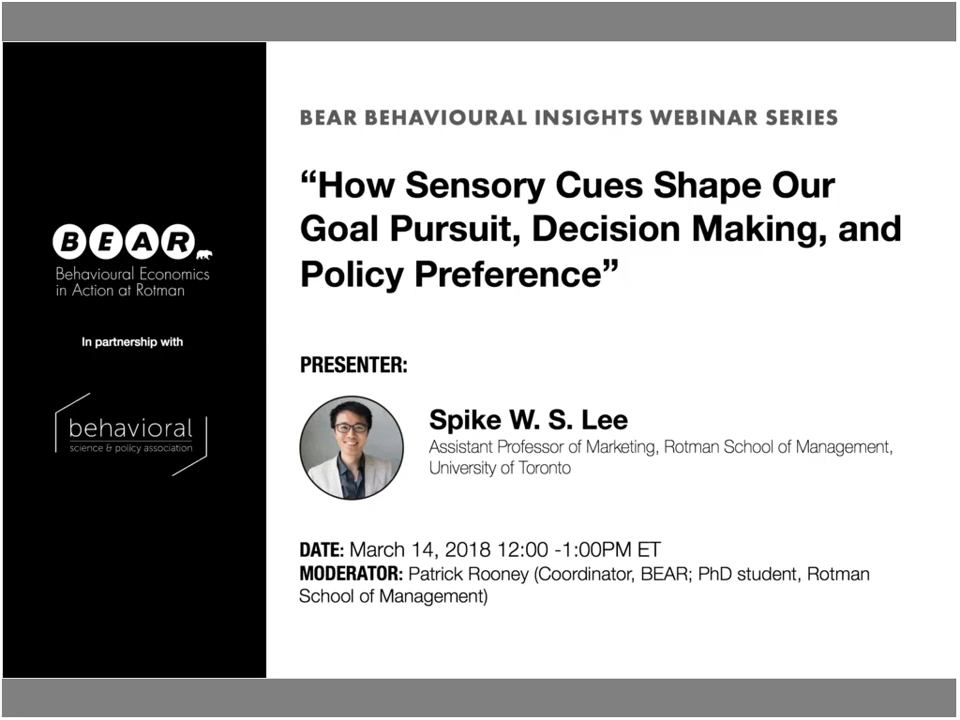 BEAR BEHAVIOURAL INSIGHTS WEBINAR SERIES
“How Sensory Cues Shape Our
Goal Pursuit, Decision Making, and
Policy Preference”
BEAR
Behavioural Economics
in Action at Rotman
In partnership with
behavioral
science & policy association
PRESENTER:
Spike W. S. Lee
Assistant Professor of Marketing, Rotman School of Management,
University of Toronto
DATE: March 14, 2018 12:00 -1:00PM ET
MODERATOR: Patrick Rooney (Coordinator, BEAR; PhD student, Rotman
School of Management)